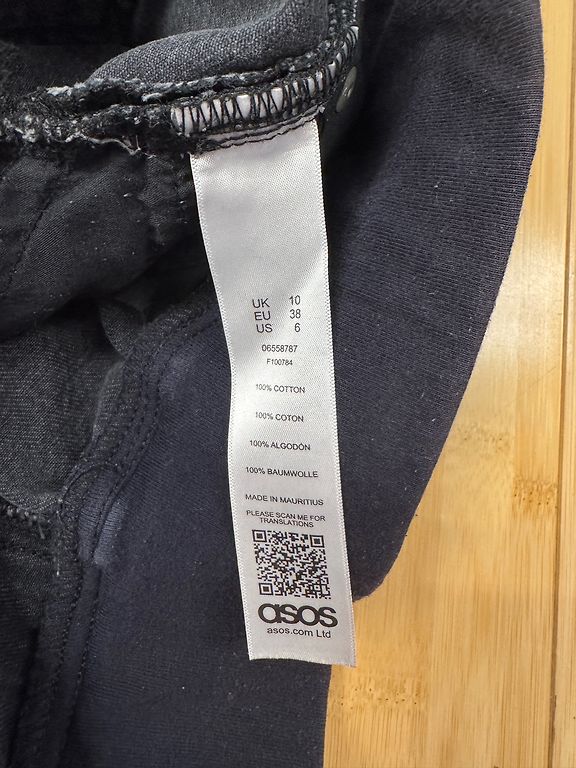 UK 10
EU 38
US 6
06558787
F100784
100% COTTON
100% COTON
100% ALGODÓN
100% BAUMWOLLE
MADE IN MAURITIUS
PLEASE SCAN ME FOR
TRANSLATIONS
asos
asos.com Ltd